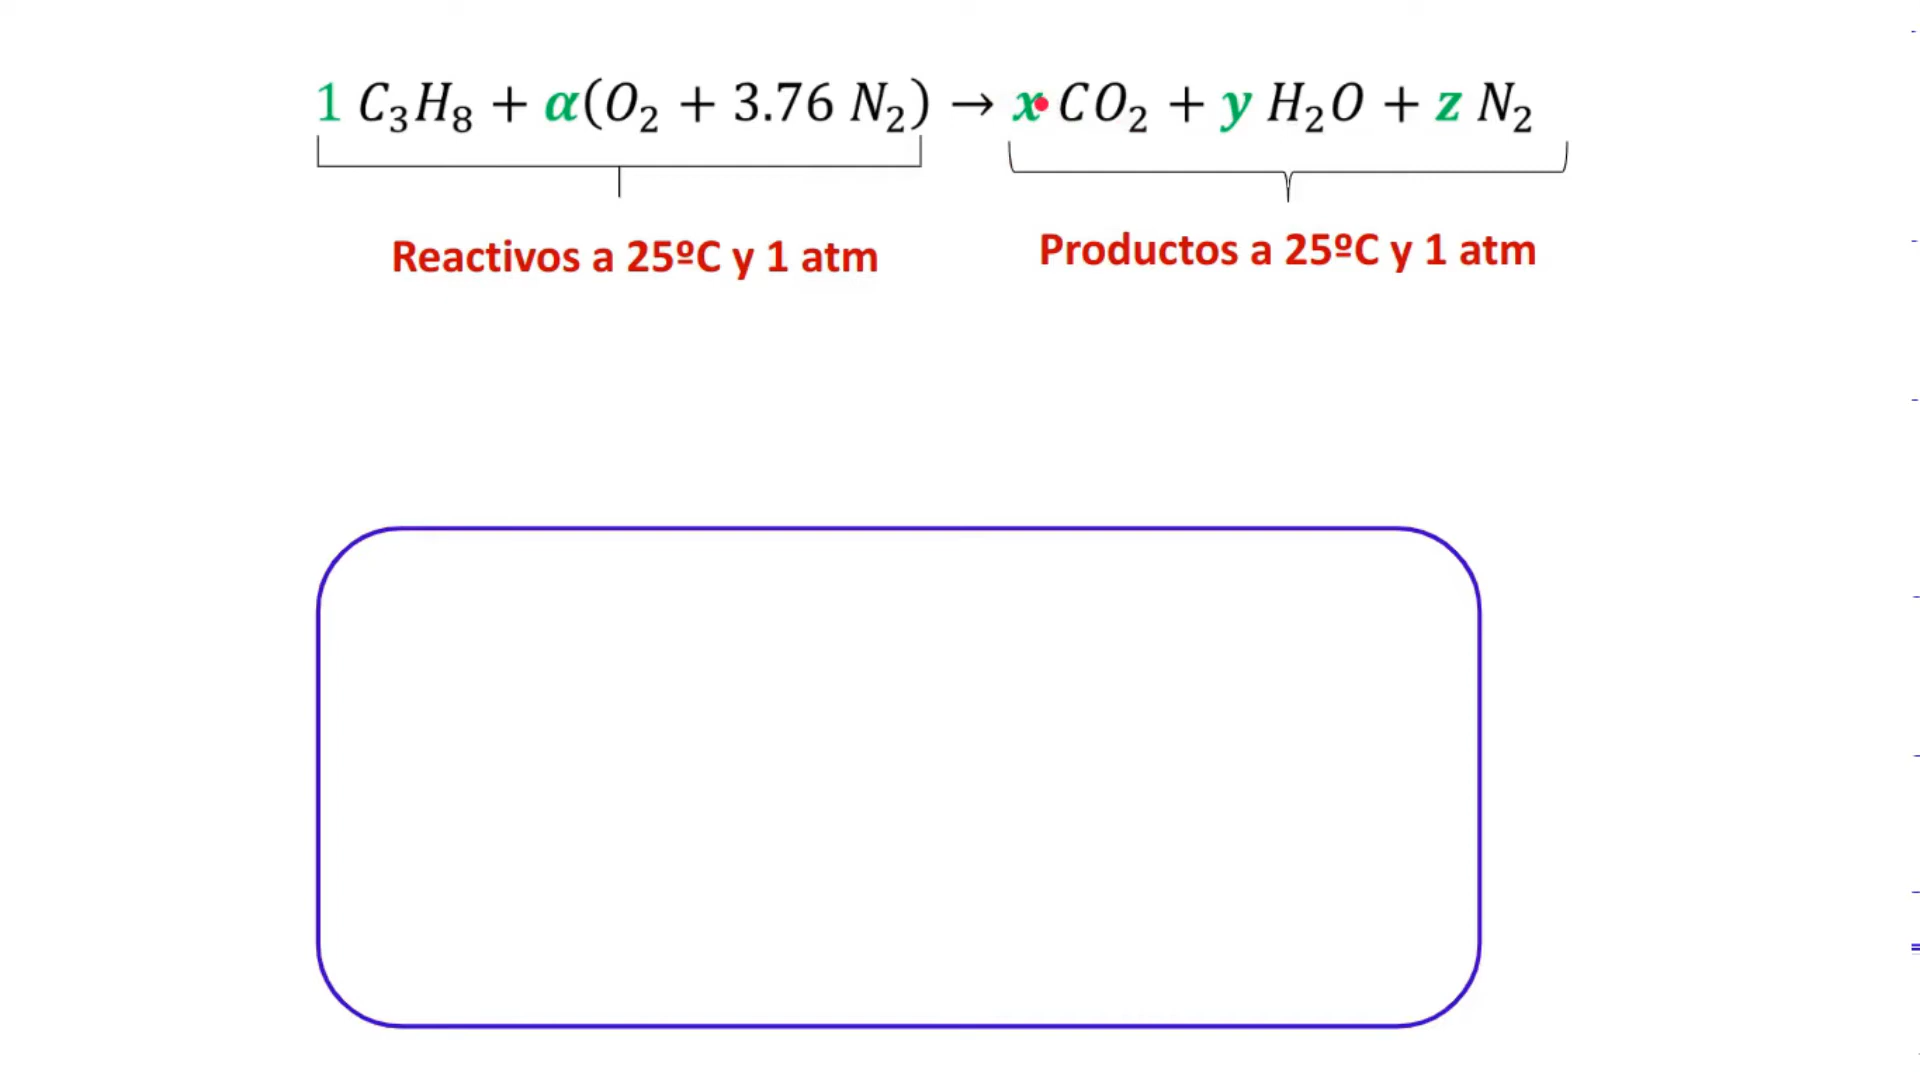 1 C₃H₈ + α(O₂ + 3.76 N₂) → x CO₂ + y H₂O + z N₂
Reactivos a 25ºC y 1 atm
Productos a 25ºC y 1 atm